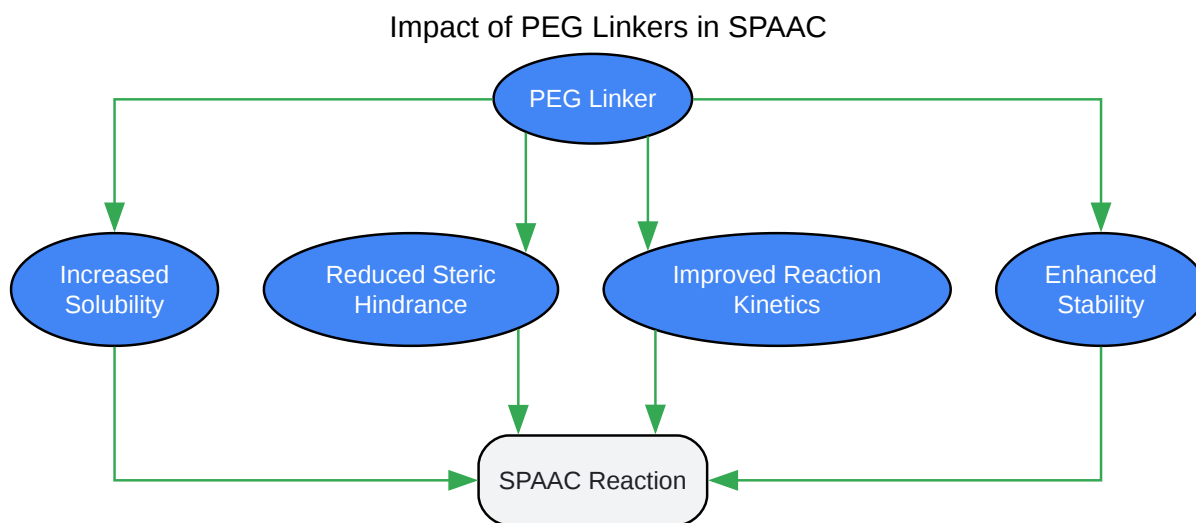 Impact of PEG Linkers in SPAAC
PEG Linker
Increased
Solubility
Reduced Steric
Hindrance
Improved Reaction
Kinetics
Enhanced
Stability
SPAAC Reaction